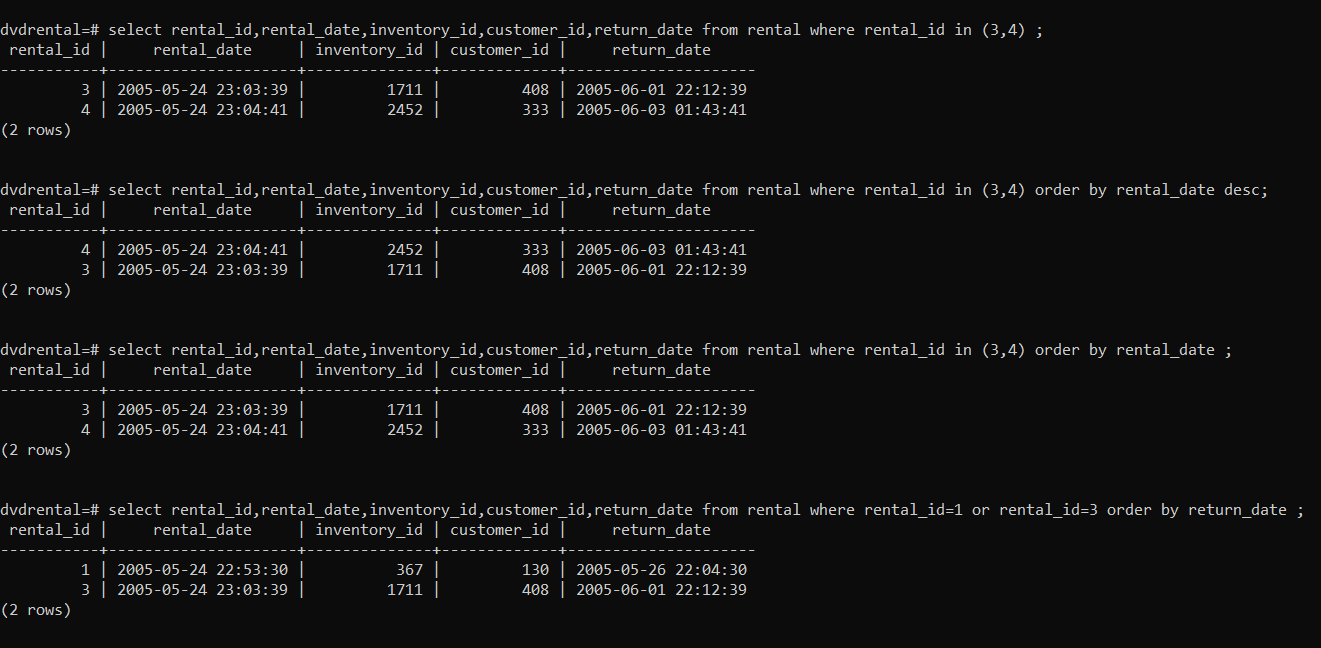 dvdrental=# select rental_id,rental_date,inventory_id,customer_id,return_date from rental where rental_id in (3,4) ;
 rental_id |     rental_date     | inventory_id | customer_id |     return_date
-----------+---------------------+--------------+-------------+---------------------
         3 | 2005-05-24 23:03:39 |         1711 |         408 | 2005-06-01 22:12:39
         4 | 2005-05-24 23:04:41 |         2452 |         333 | 2005-06-03 01:43:41
(2 rows)
dvdrental=# select rental_id,rental_date,inventory_id,customer_id,return_date from rental where rental_id in (3,4) order by rental_date desc;
 rental_id |     rental_date     | inventory_id | customer_id |     return_date
-----------+---------------------+--------------+-------------+---------------------
         4 | 2005-05-24 23:04:41 |         2452 |         333 | 2005-06-03 01:43:41
         3 | 2005-05-24 23:03:39 |         1711 |         408 | 2005-06-01 22:12:39
(2 rows)
dvdrental=# select rental_id,rental_date,inventory_id,customer_id,return_date from rental where rental_id in (3,4) order by rental_date ;
 rental_id |     rental_date     | inventory_id | customer_id |     return_date
-----------+---------------------+--------------+-------------+---------------------
         3 | 2005-05-24 23:03:39 |         1711 |         408 | 2005-06-01 22:12:39
         4 | 2005-05-24 23:04:41 |         2452 |         333 | 2005-06-03 01:43:41
(2 rows)
dvdrental=# select rental_id,rental_date,inventory_id,customer_id,return_date from rental where rental_id=1 or rental_id=3 order by return_date ;
 rental_id |     rental_date     | inventory_id | customer_id |     return_date
-----------+---------------------+--------------+-------------+---------------------
         1 | 2005-05-24 22:53:30 |          367 |         130 | 2005-05-26 22:04:30
         3 | 2005-05-24 23:03:39 |         1711 |         408 | 2005-06-01 22:12:39
(2 rows)